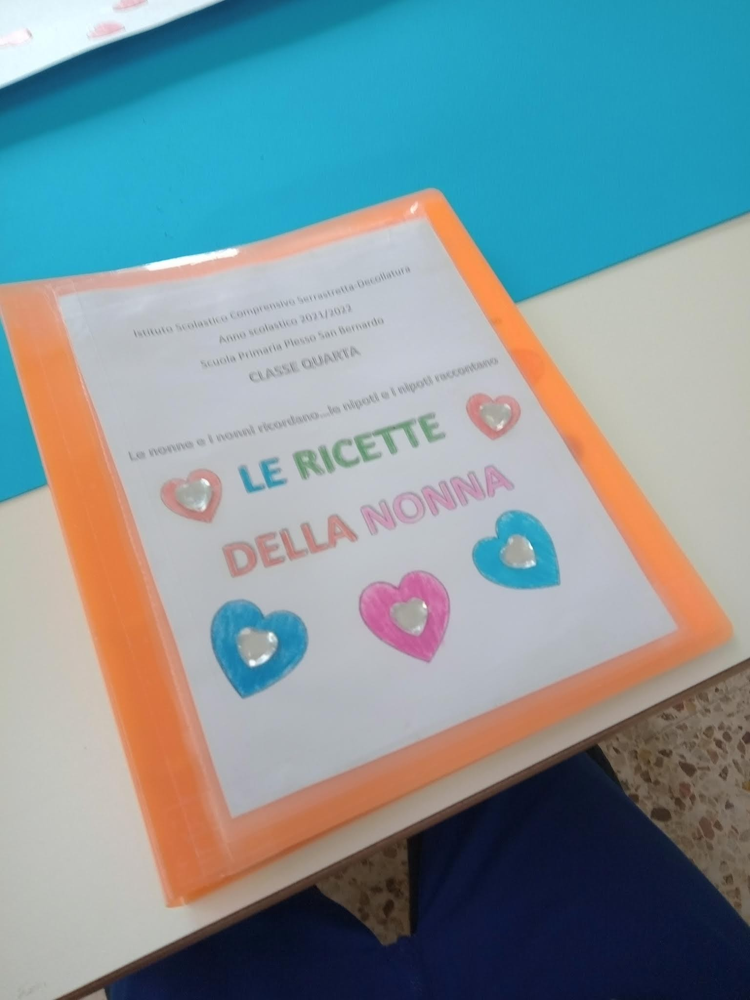 Istituto Scolastico Comprensivo Serrastretta-Decollatura
Anno scolastico 2021/2022
Scuola Primaria Plesso San Bernardo
CLASSE QUARTA
Le nonne e i nonni ricordano...le nipoti e i nipoti raccontano
LE RICETTE
DELLA NONNA